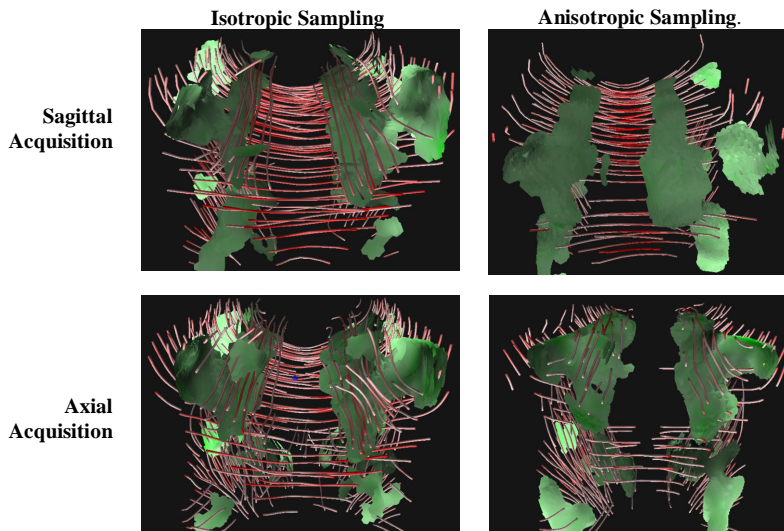 Isotropic Sampling
Anisotropic Sampling.
Sagittal
Acquisition
Axial
Acquisition